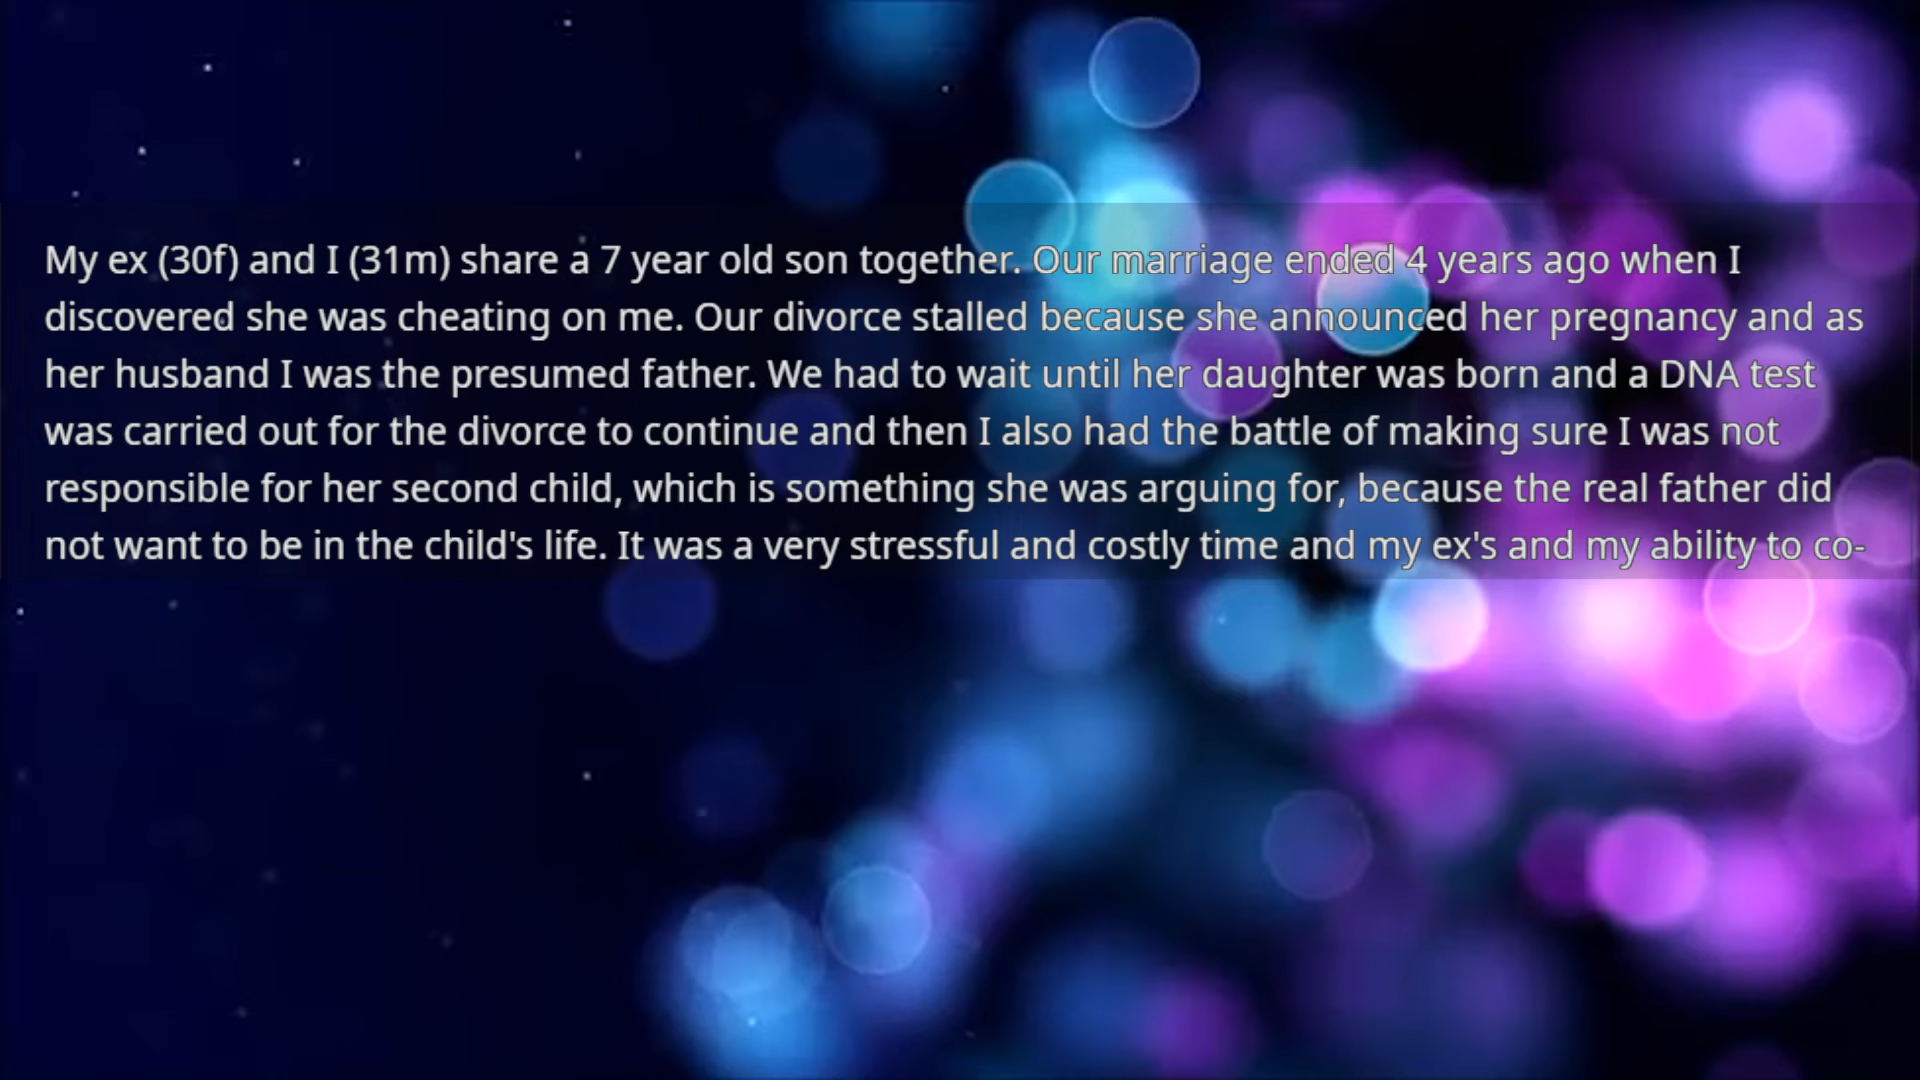 My ex (30f) and I (31m) share a 7 year old son together. Our marriage ended 4 years ago when I
discovered she was cheating on me. Our divorce stalled because she announced her pregnancy and as
her husband I was the presumed father. We had to wait until her daughter was born and a DNA test
was carried out for the divorce to continue and then I also had the battle of making sure I was not
responsible for her second child, which is something she was arguing for, because the real father did
not want to be in the child's life. It was a very stressful and costly time and my ex's and my ability to co-